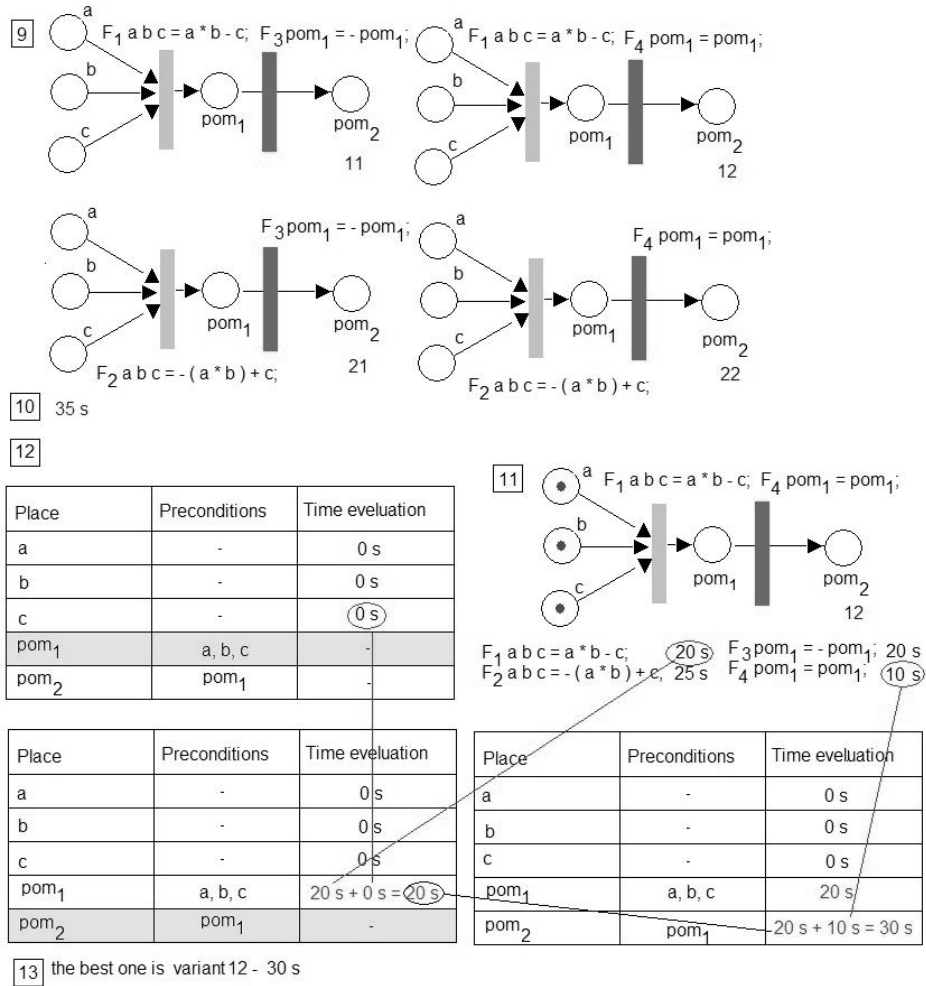 9
a
F1 a b c = a * b - c; F3 pom1 = - pom1;
b
c
pom1
pom2
11
a
F1 a b c = a * b - c; F4 pom1 = pom1;
b
c
pom1
pom2
12
a
F3 pom1 = - pom1;
b
c
pom1
pom2
F2 a b c = - ( a * b ) + c;
21
a
F4 pom1 = pom1;
b
c
pom1
pom2
F2 a b c = - ( a * b ) + c;
22
10 35 s
12
Place Preconditions Time eveluation
a - 0 s
b - 0 s
c - 0 s
pom1 a, b, c -
pom2 pom1 -
11
a
F1 a b c = a * b - c; F4 pom1 = pom1;
b
c
pom1
pom2
12
F1 a b c = a * b - c; 20 s F3 pom1 = - pom1; 20 s
F2 a b c = - ( a * b ) + c; 25 s F4 pom1 = pom1; 10 s
Place Preconditions Time eveluation
a - 0 s
b - 0 s
c - 0 s
pom1 a, b, c 20 s + 0 s = 20 s
pom2 pom1 -
Place Preconditions Time eveluation
a - 0 s
b - 0 s
c - 0 s
pom1 a, b, c 20 s
pom2 pom1 20 s + 10 s = 30 s
13 the best one is variant 12 - 30 s